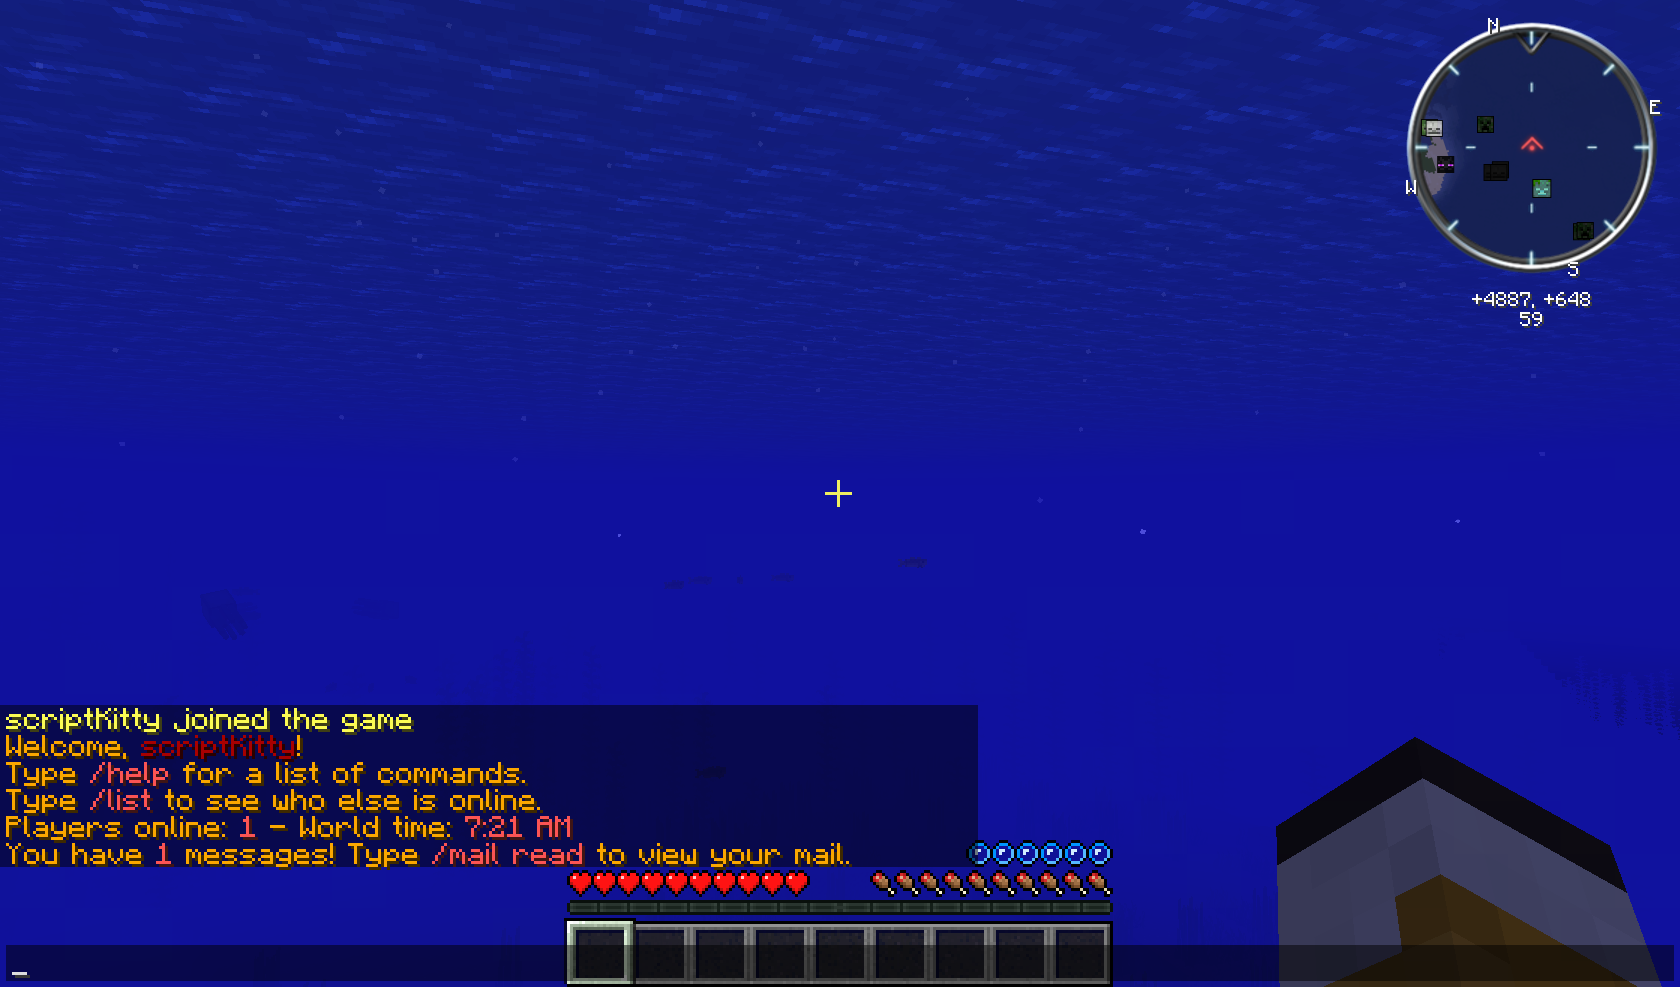 N
E
W
S
+4887, +648
59
scriptKitty joined the game
Welcome, scriptKitty!
Type /help for a list of commands.
Type /list to see who else is online.
Players online: 1 - World time: 7:21 AM
You have 1 messages! Type /mail read to view your mail.
_